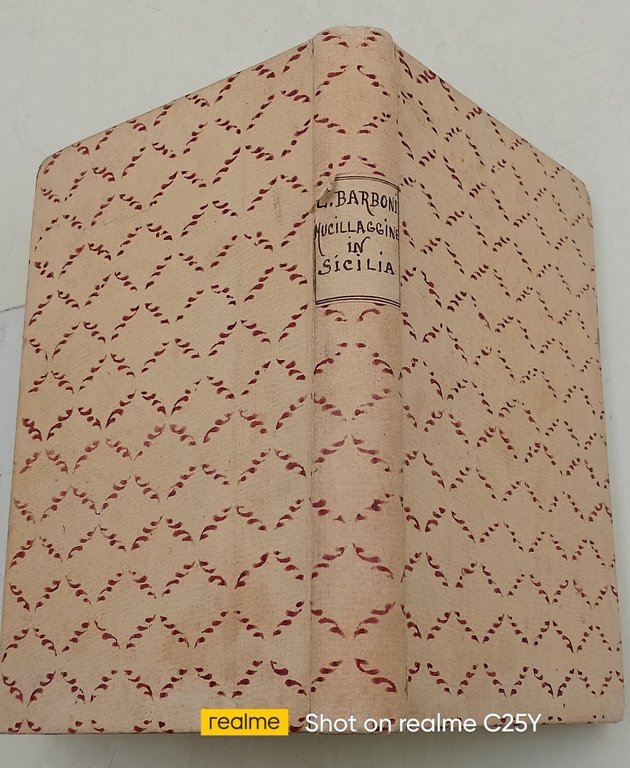 L. BARBONI
MUCILLAGGINE
IN
SICILIA
realme Shot on realme C25Y